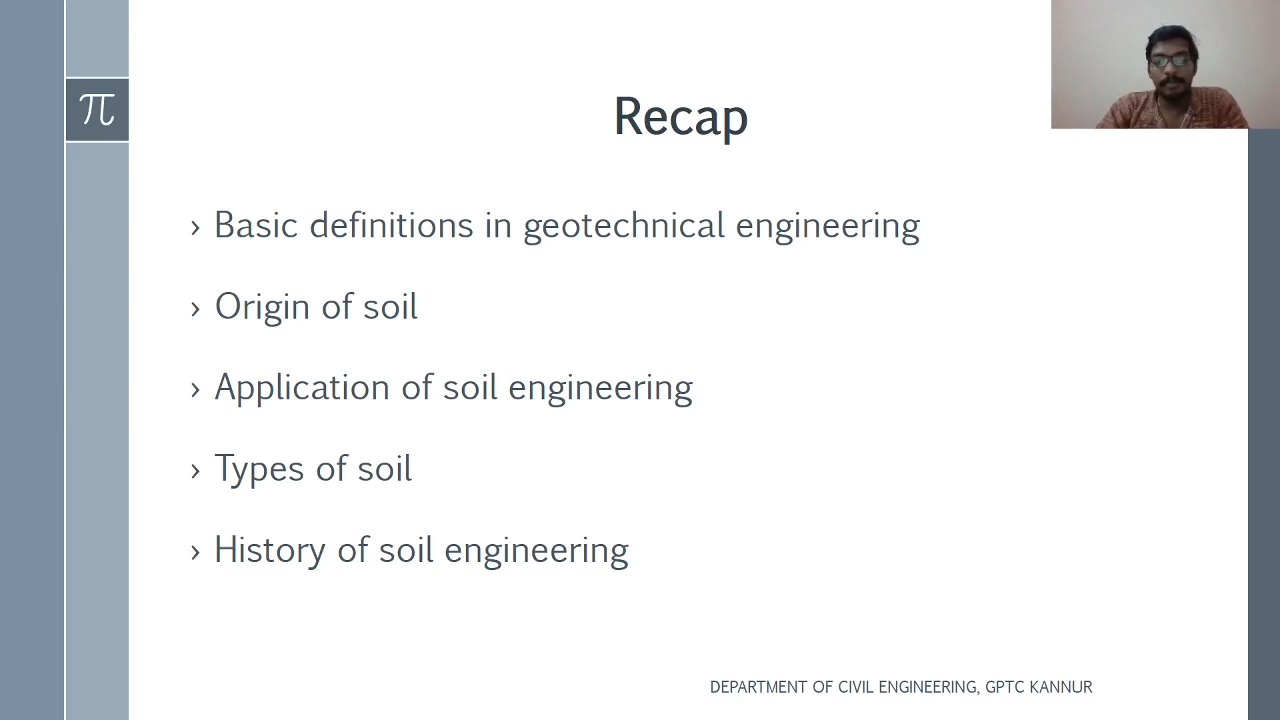 π
Recap
› Basic definitions in geotechnical engineering
› Origin of soil
› Application of soil engineering
› Types of soil
› History of soil engineering
DEPARTMENT OF CIVIL ENGINEERING, GPTC KANNUR